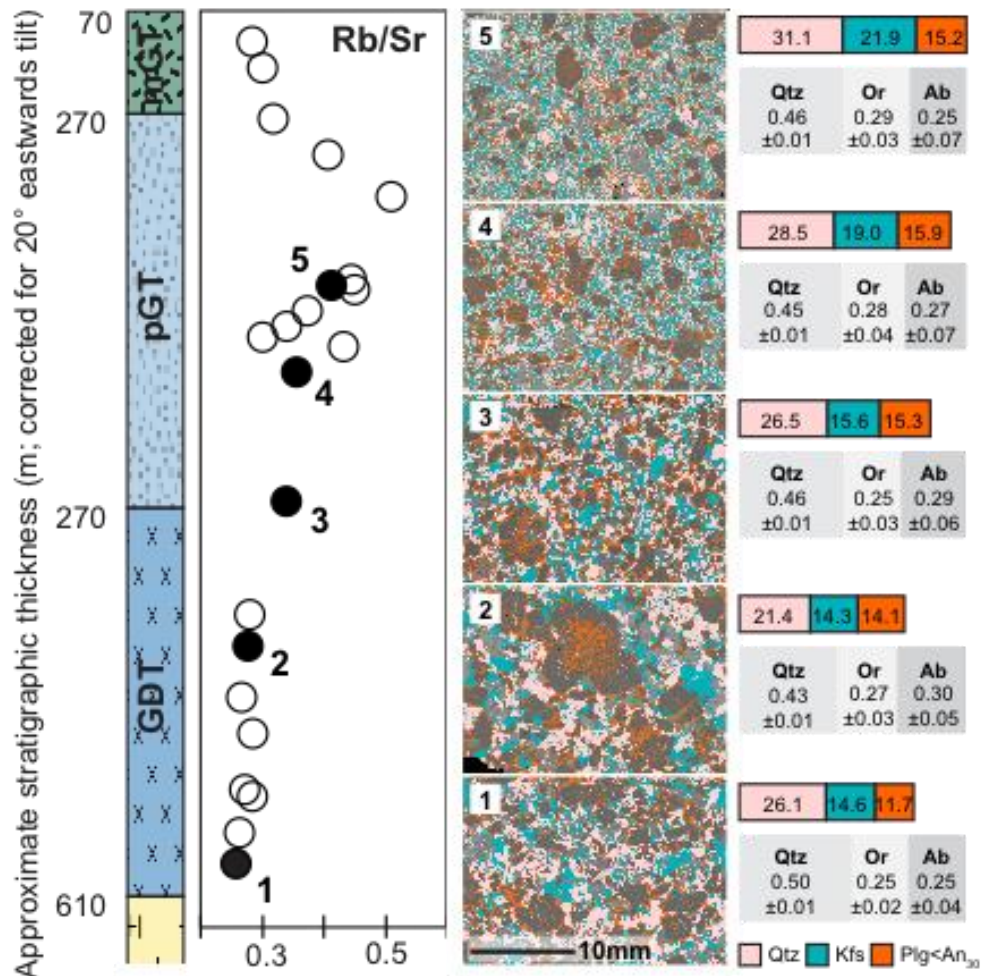 Approximate stratigraphic thickness (m; corrected for 20° eastwards tilt)
70
270
270
610
mGT
pGT
GDT
Rb/Sr
5
4
3
2
1
0.3
0.5
5
31.1 21.9 15.2
Qtz Or Ab
0.46 0.29 0.25
±0.01 ±0.03 ±0.07
4
28.5 19.0 15.9
Qtz Or Ab
0.45 0.28 0.27
±0.01 ±0.04 ±0.07
3
26.5 15.6 15.3
Qtz Or Ab
0.46 0.25 0.29
±0.01 ±0.03 ±0.06
2
21.4 14.3 14.1
Qtz Or Ab
0.43 0.27 0.30
±0.01 ±0.03 ±0.05
1
26.1 14.6 11.7
Qtz Or Ab
0.50 0.25 0.25
±0.01 ±0.02 ±0.04
10mm
Qtz Kfs Plg<An₃₀